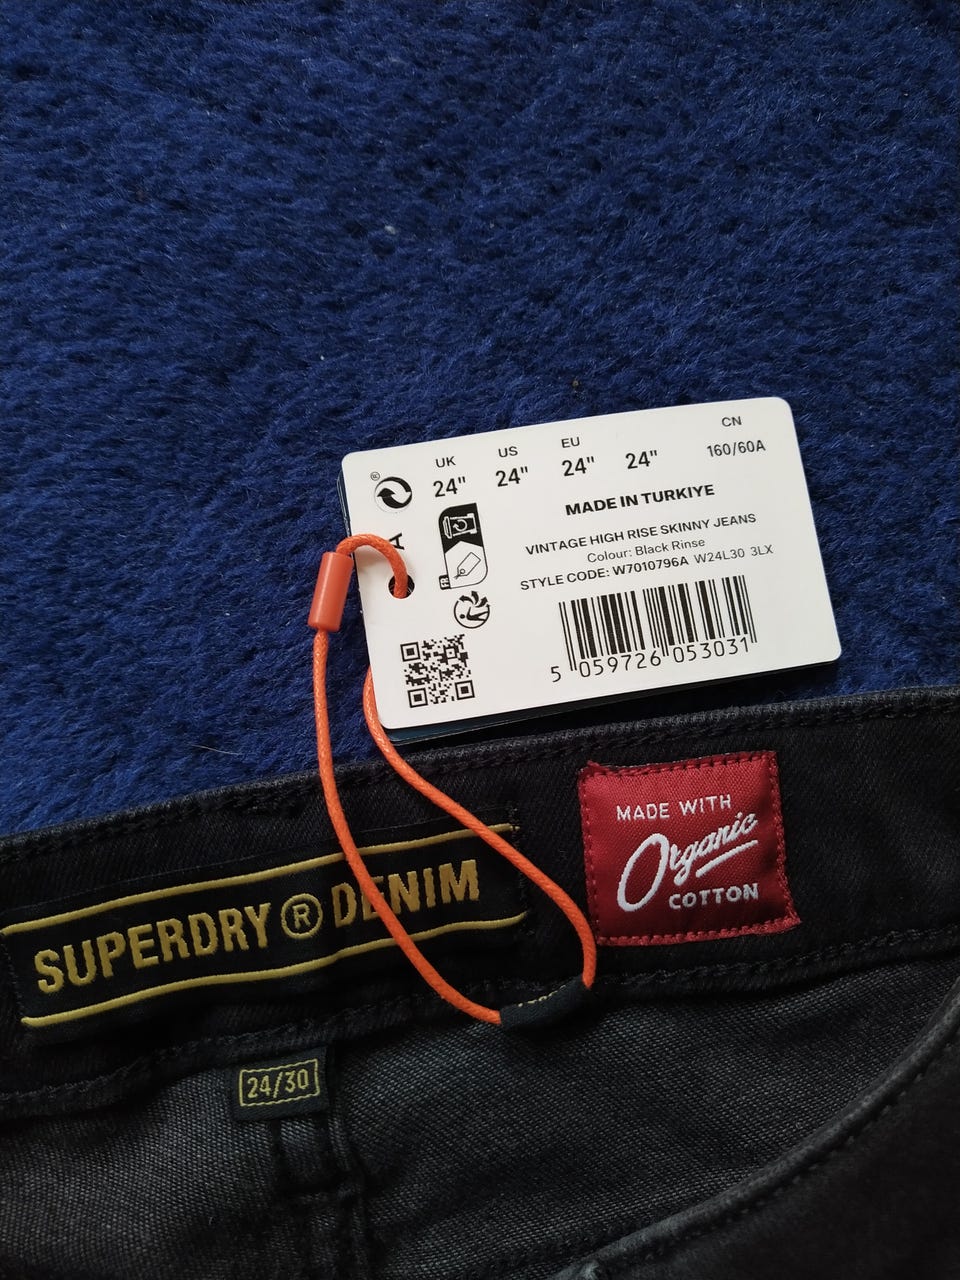 UK US EU CN
24" 24" 24" 24" 160/60A
MADE IN TURKIYE
VINTAGE HIGH RISE SKINNY JEANS
Colour: Black Rinse
STYLE CODE: W7010796A W24L30 3LX
A
FR
5 059726 053031
MADE WITH
Organic
COTTON
SUPERDRY ® DENIM
24/30